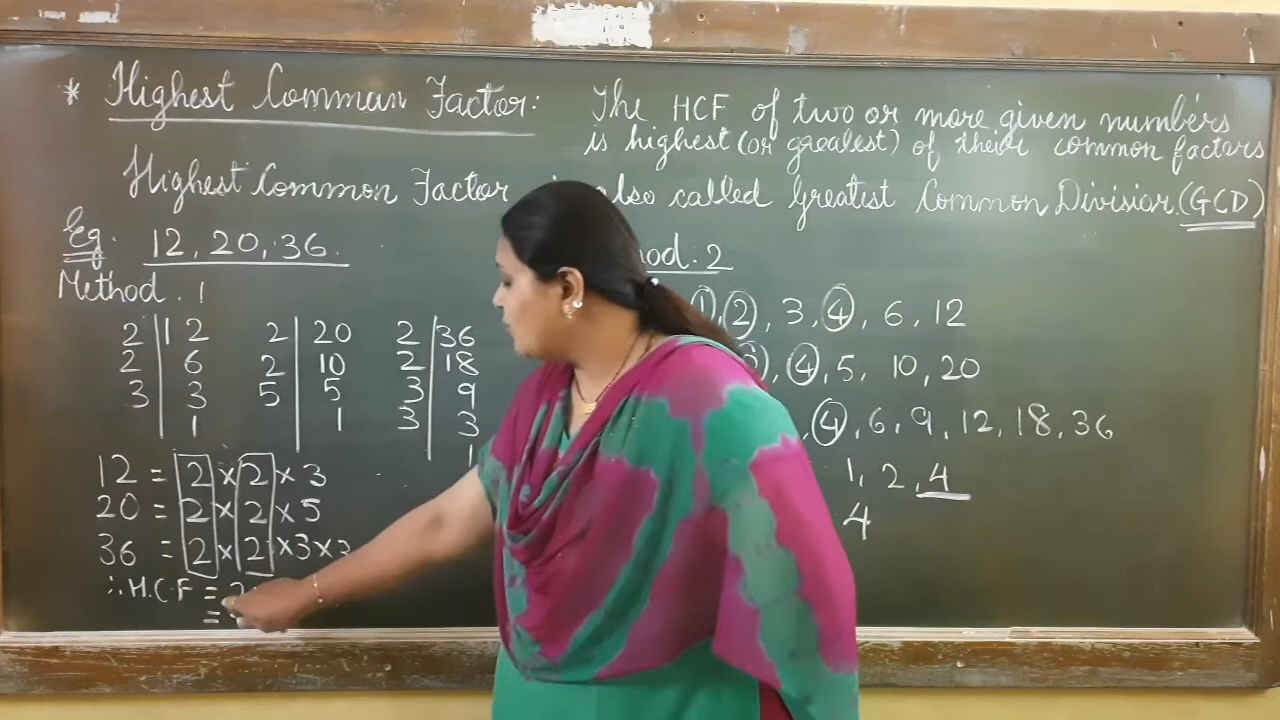 * Highest Comman Factor:
The HCF of two or more given numbers
is highest (or greatest) of their common factors
Highest Common Factor also called Greatest Common Divisior. (GCD)
Eg. 12, 20, 36.
Method. 1
2 | 12
2 | 6
3 | 3
1
2 | 20
2 | 10
5 | 5
1
2 | 36
2 | 18
3 | 9
3 | 3
1
12 = 2 × 2 × 3
20 = 2 × 2 × 5
36 = 2 × 2 × 3 × 3
∴ H.C.F = 2
=
2
1, 2, 3, 4, 6, 12
4, 5, 10, 20
4, 6, 9, 12, 18, 36
1, 2, 4
4